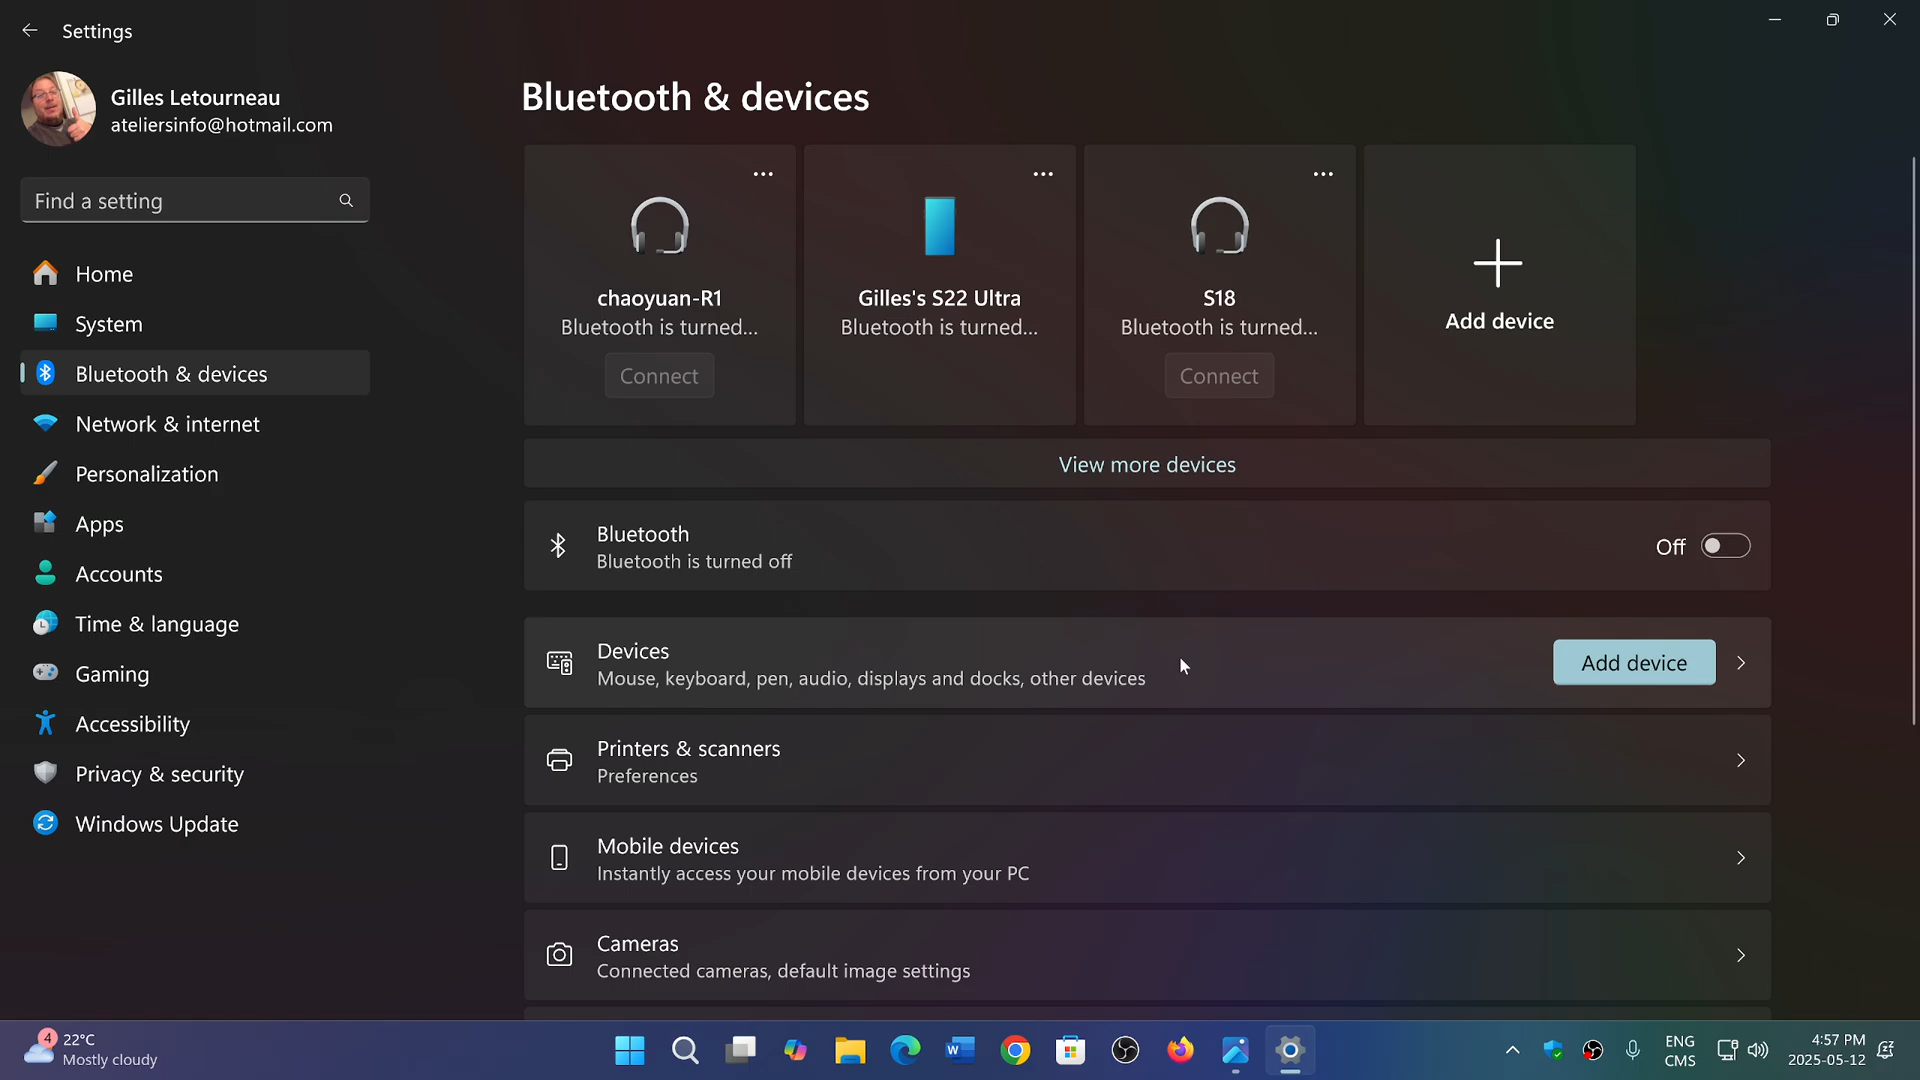 Settings
Gilles Letourneau
ateliersinfo@hotmail.com
Find a setting
Home
System
Bluetooth & devices
Network & internet
Personalization
Apps
Accounts
Time & language
Gaming
Accessibility
Privacy & security
Windows Update
Bluetooth & devices
chaoyuan-R1
Bluetooth is turned...
Connect
Gilles's S22 Ultra
Bluetooth is turned...
S18
Bluetooth is turned...
Connect
Add device
View more devices
Bluetooth
Bluetooth is turned off
Off
Devices
Mouse, keyboard, pen, audio, displays and docks, other devices
Add device
Printers & scanners
Preferences
Mobile devices
Instantly access your mobile devices from your PC
Cameras
Connected cameras, default image settings
4
22°C
Mostly cloudy
W
ENG
CMS
4:57 PM
2025-05-12